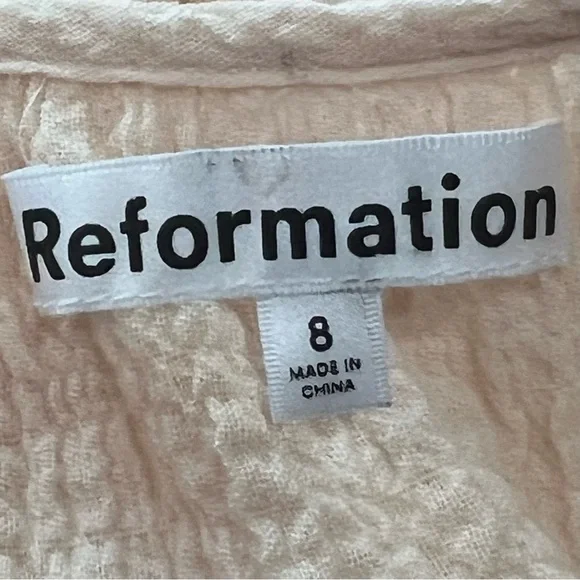 Reformation
8
MADE IN
CHINA